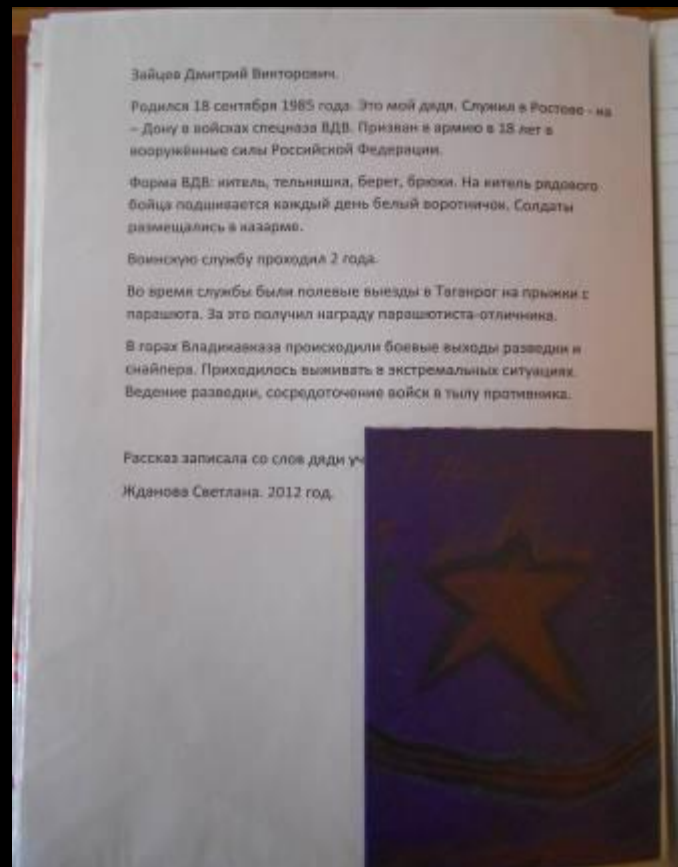 Зайцев Дмитрий Викторович.
Родился 18 сентября 1985 года. Это мой дядя. Служил в Ростове - на
– Дону в войсках спецназа ВДВ. Призван в армию в 18 лет в
вооружённые силы Российской Федерации.
Форма ВДВ: китель, тельняшка, берет, брюки. На китель рядового
бойца подшивается каждый день белый воротничок. Солдаты
размещались в казарме.
Воинскую службу проходил 2 года.
Во время службы были полевые выезды в Таганрог на прыжки с
парашюта. За это получил награду парашютиста-отличника.
В горах Владикавказа происходили боевые выходы разведки и
снайпера. Приходилось выживать в экстремальных ситуациях.
Ведение разведки, сосредоточение войск в тылу противника.
Рассказ записала со слов дяди уч
Жданова Светлана. 2012 год.